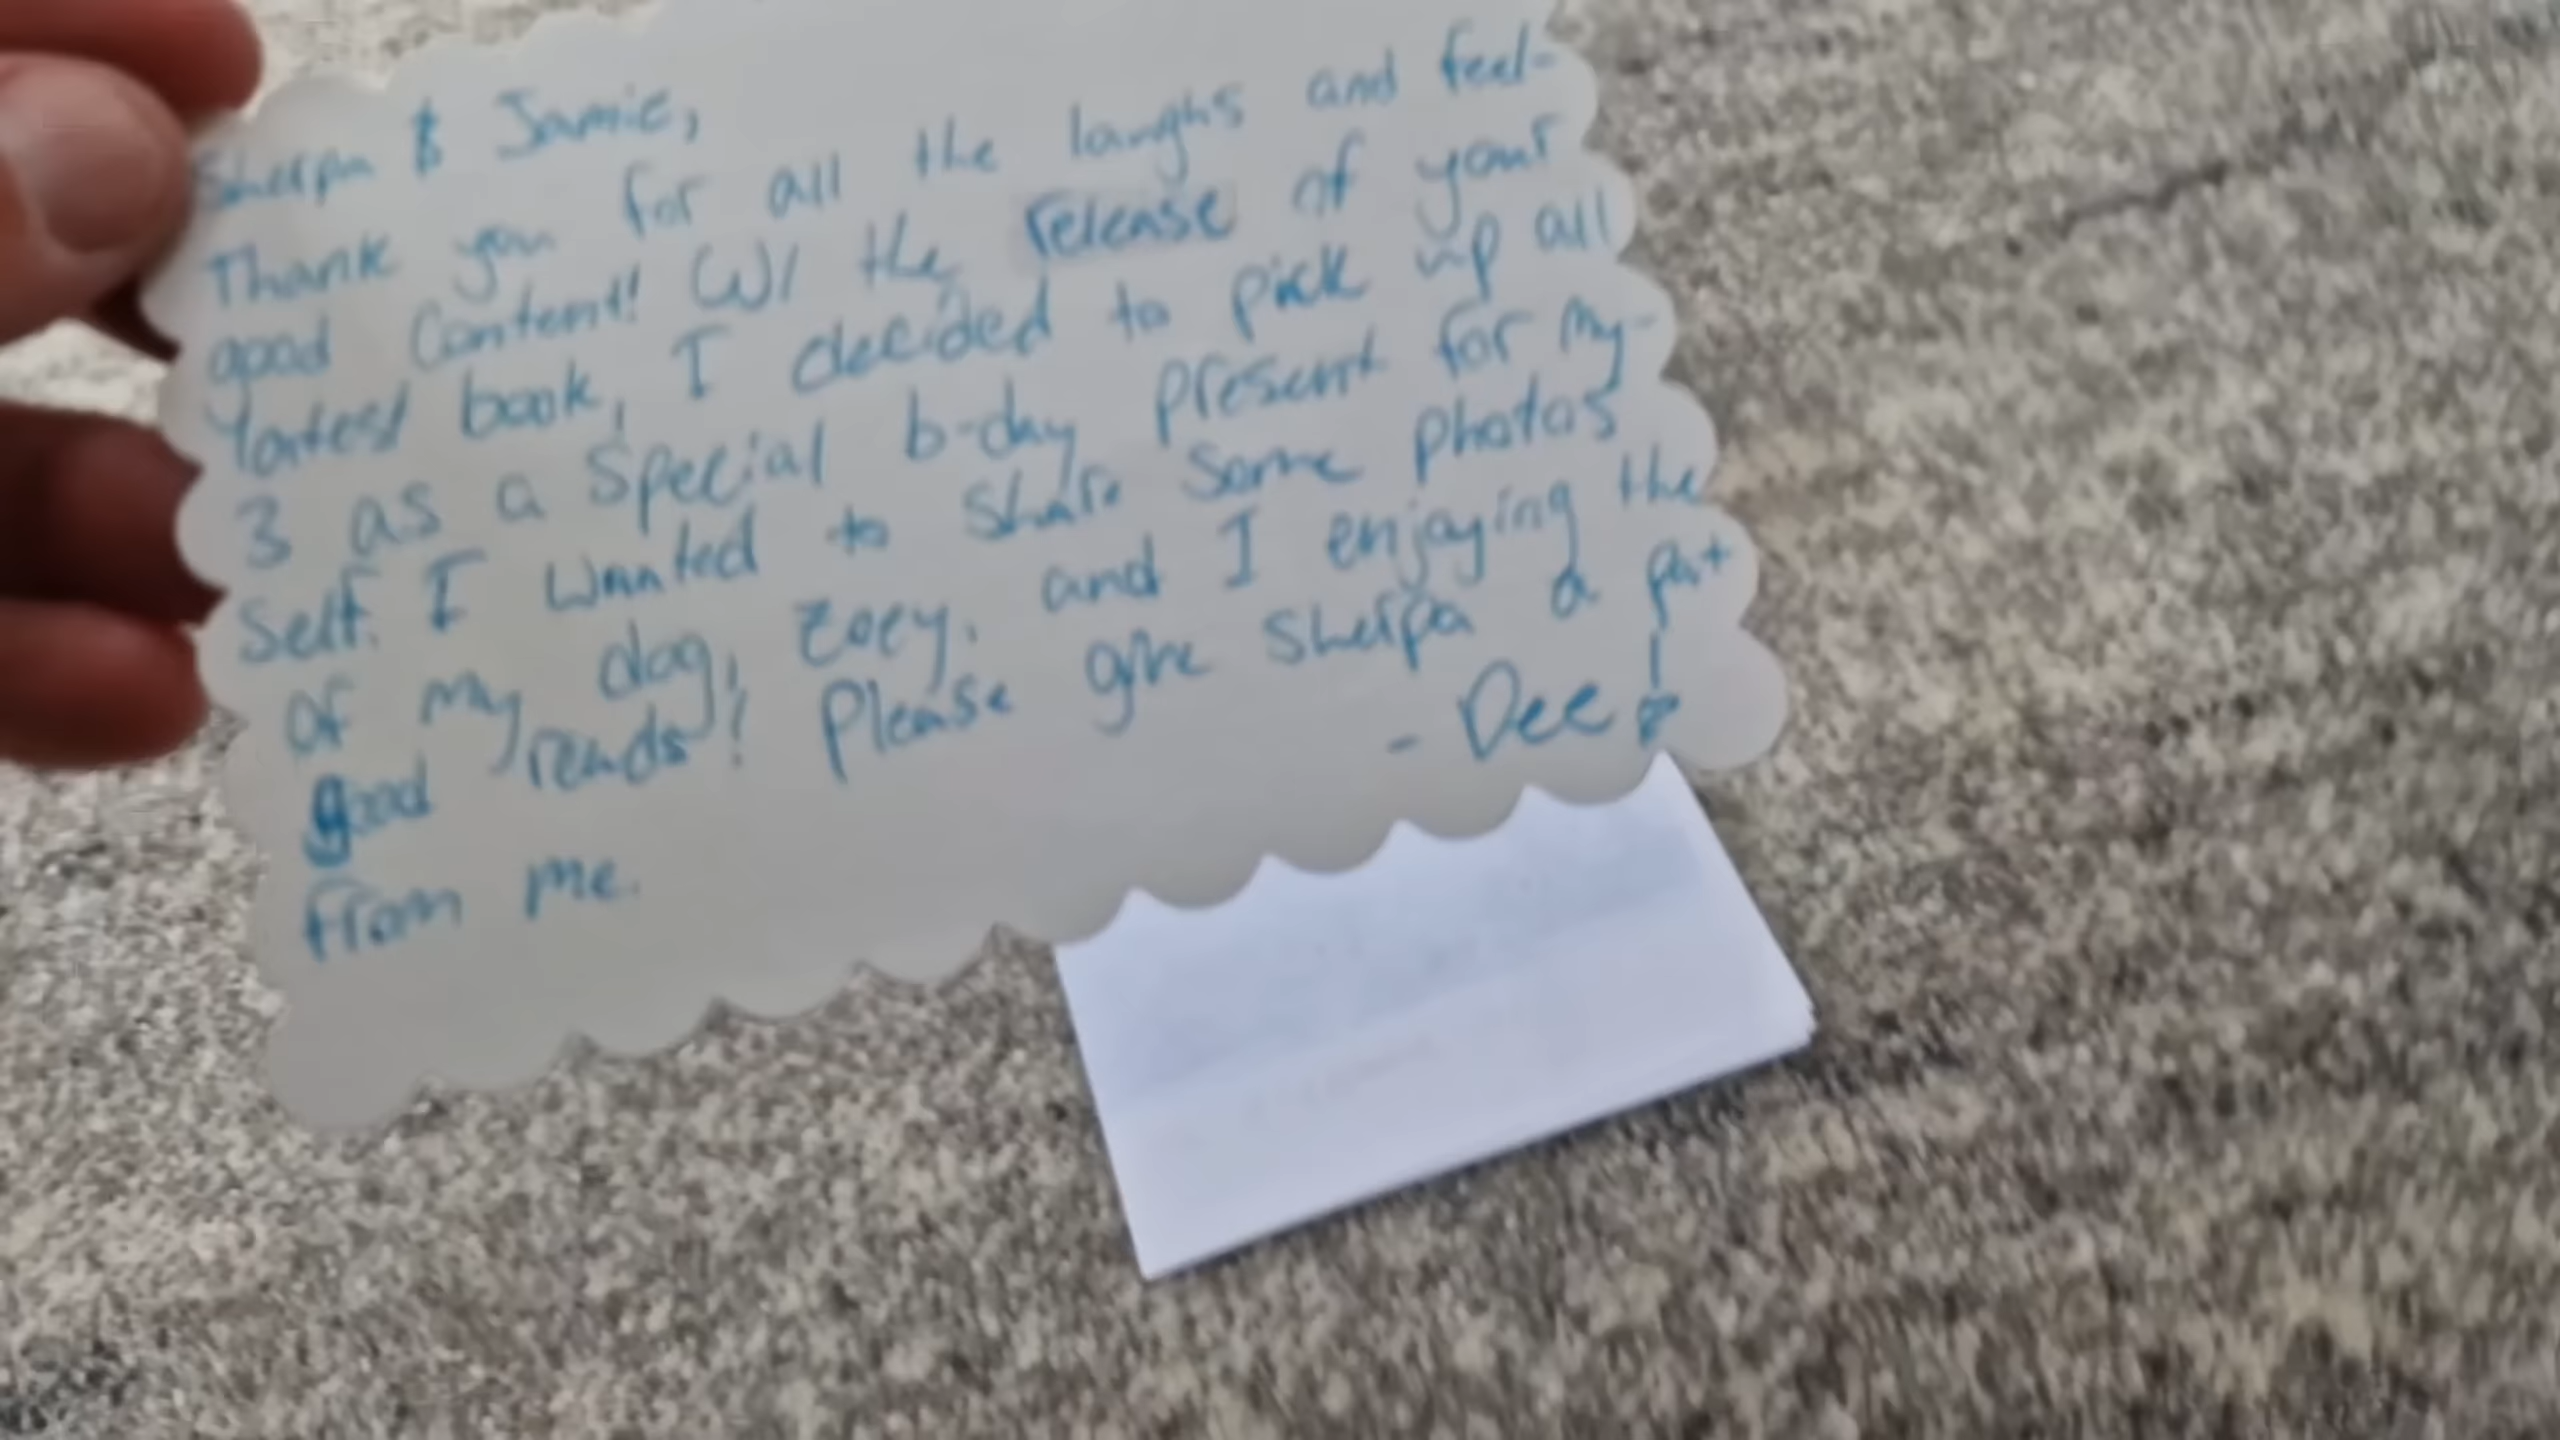 Sherpa & Jamie,
Thank you for all the laughs and feel-
good Content! W/ the release of your
latest book, I decided to pick up all
3 as a Special b-day present for my-
self. I wanted to share some photos
of my dog, Zoey, and I enjoying the
good reads! Please give Sherpa a pat
from me.
- Dee